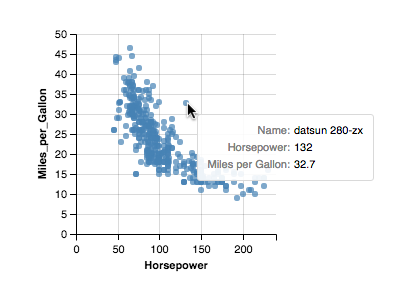 50
45
40
35
30
25
20
15
10
5
0
Miles_per_Gallon
Name: datsun 280-zx
Horsepower: 132
Miles per Gallon: 32.7
0 50 100 150 200
Horsepower